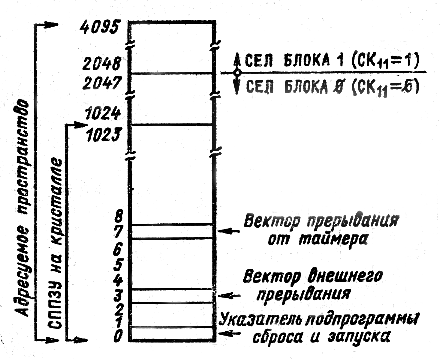 4095
2048
2047
СЕЛ БЛОКА 1 (СК11=1)
СЕЛ БЛОКА 0 (СК11=0)
1024
1023
8
7
6
5
4
3
2
1
0
Вектор прерывания
от таймера
Вектор внешнего
прерывания
Указатель подпрограммы
сброса и запуска
Адресуемое пространство
СППЗУ на кристалле